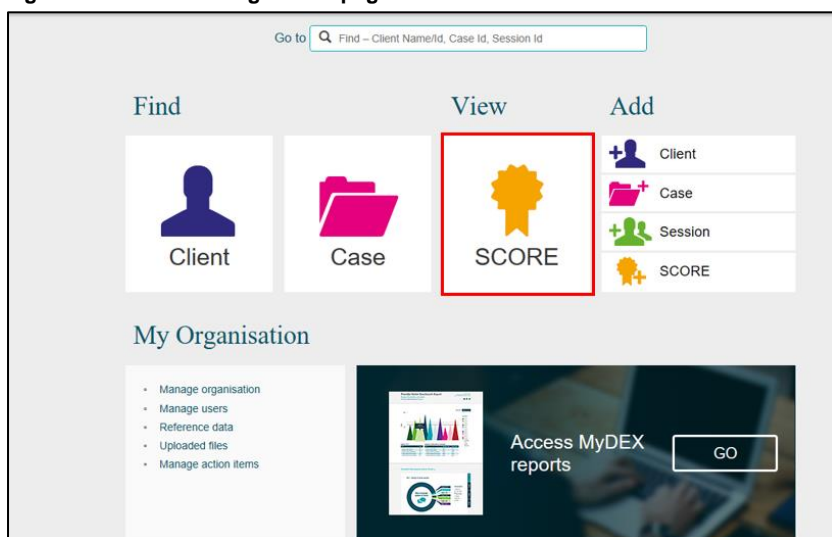 Go to Find – Client Name/Id, Case Id, Session Id
Find
View
Add
Client
Case
SCORE
Client
Case
Session
SCORE
My Organisation
Manage organisation
Manage users
Reference data
Uploaded files
Manage action items
Access MyDEX
reports
GO